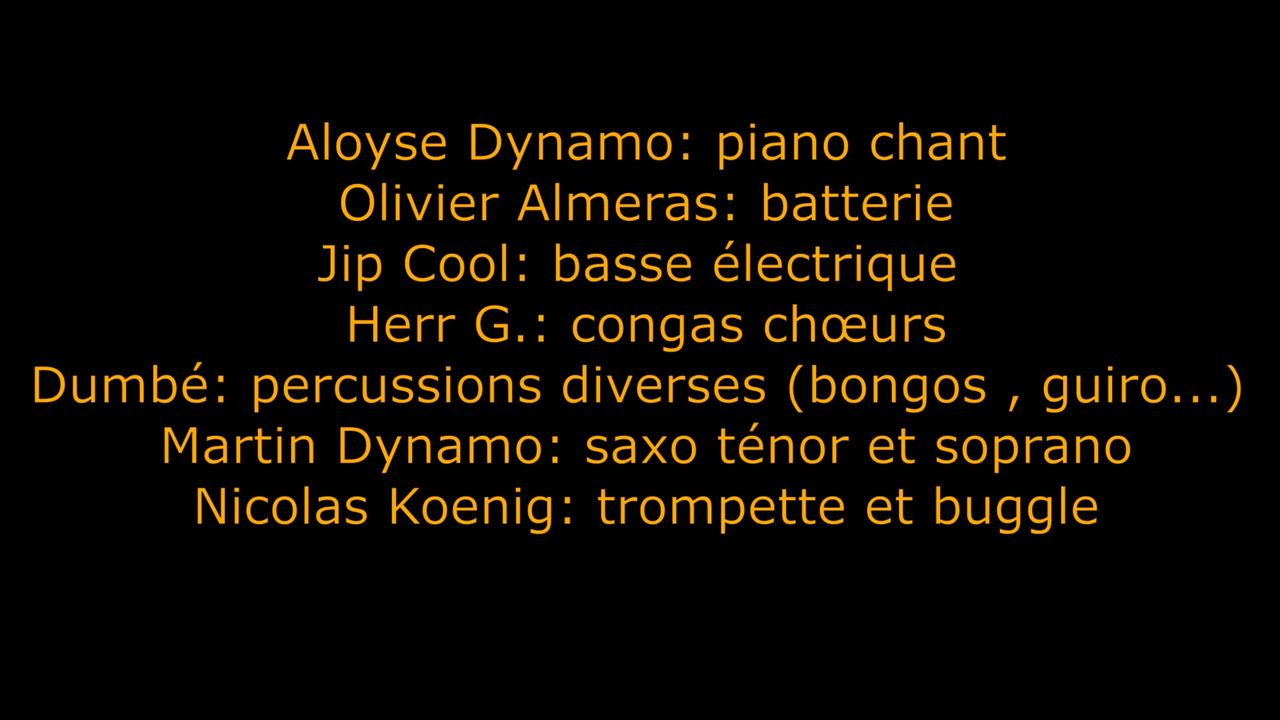 Aloyse Dynamo: piano chant
Olivier Almeras: batterie
Jip Cool: basse électrique
Herr G.: congas chœurs
Dumbé: percussions diverses (bongos , guiro...)
Martin Dynamo: saxo ténor et soprano
Nicolas Koenig: trompette et buggle